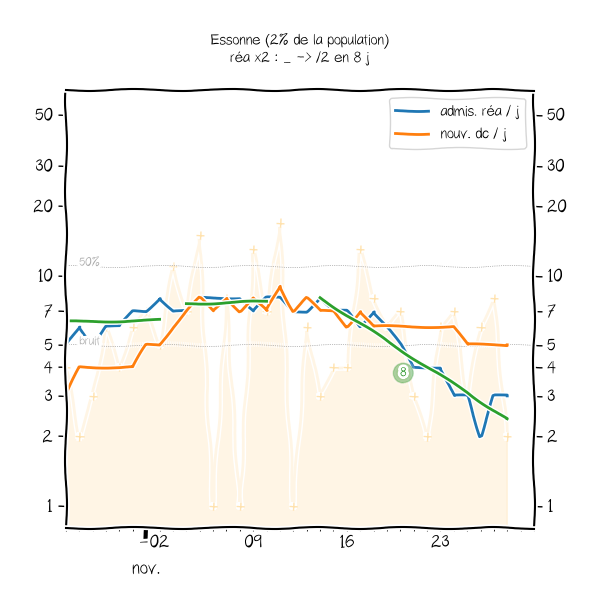 Essonne (2% de la population)
réa x2 : _ -> /2 en 8 j
admis. réa / j
nouv. dc / j
50 50
30 30
20 20
50%
10 10
7 7
bruit
5 5
4 4
8
3 3
2 2
1 1
02 09 16 23
nov.